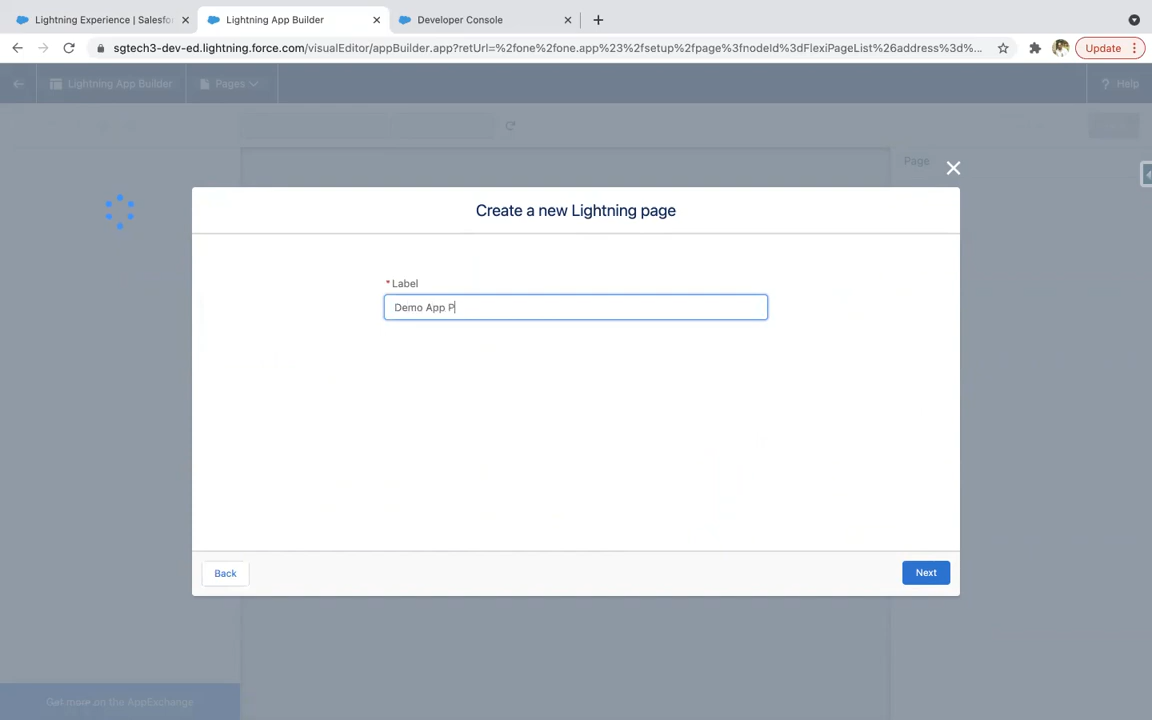 Lightning Experience | Salesfo
Lightning App Builder
Developer Console
sgtech3-dev-ed.lightning.force.com/visualEditor/appBuilder.app?retUrl=%2fone%2fone.app%23%2fsetup%2fpage%3fnodeId%3dFlexiPageList%26address%3d%...
Update
Lightning App Builder
Pages
? Help
Page
Create a new Lightning page
* Label
Demo App P
Back
Next
Get more on the AppExchange